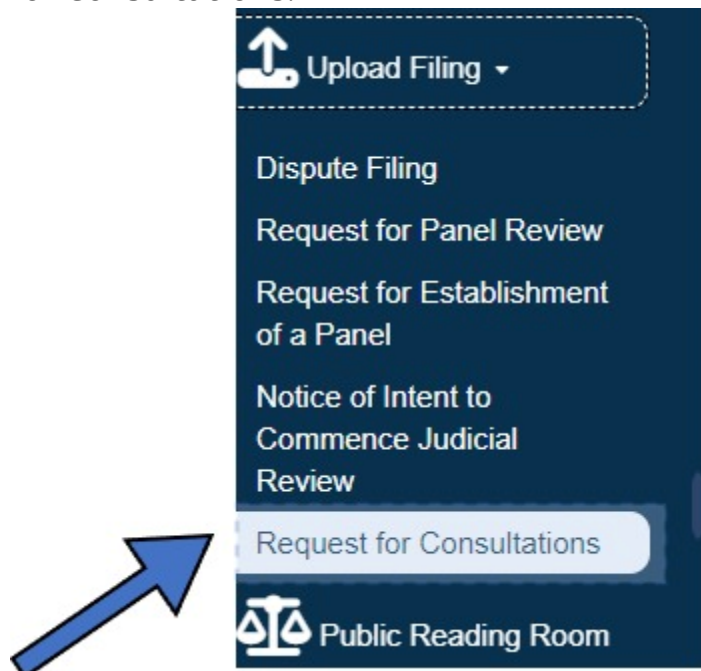 Upload Filing
Dispute Filing
Request for Panel Review
Request for Establishment
of a Panel
Notice of Intent to
Commence Judicial
Review
Request for Consultations
Public Reading Room